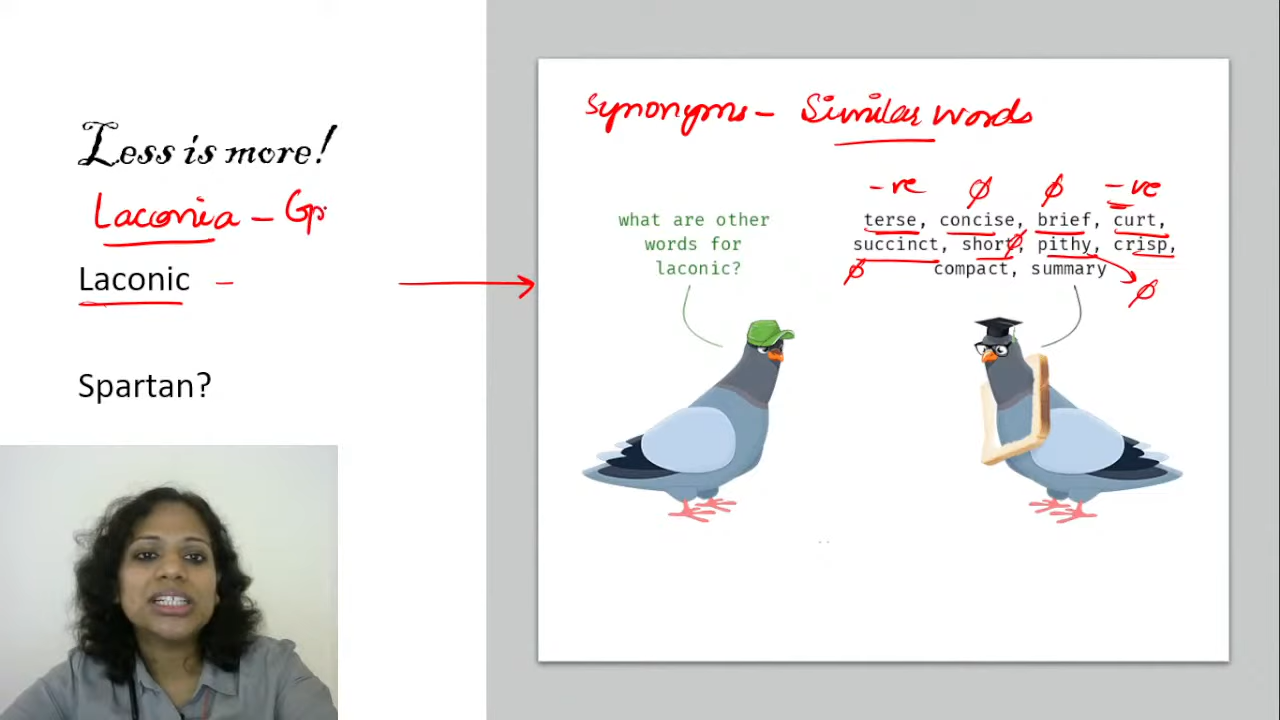 Less is more!
Laconia -
Laconic -
Spartan?
Synonyms - Similar words
-ve φ φ -ve
what are other
words for
laconic?
terse, concise, brief, curt,
succinct, short, pithy, crisp,
compact, summary
φ φ φ